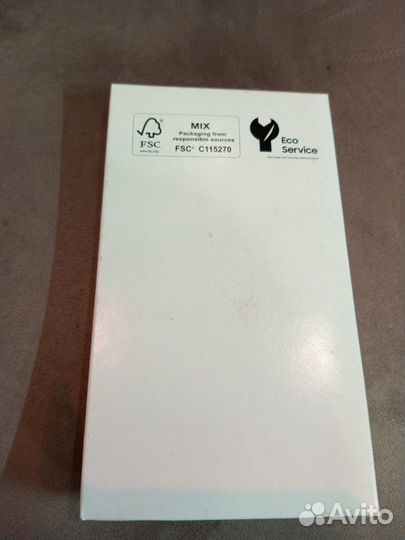 FSC
www.fsc.org
MIX
Packaging from
responsible sources
FSC® C115270
Eco
Service
Avito